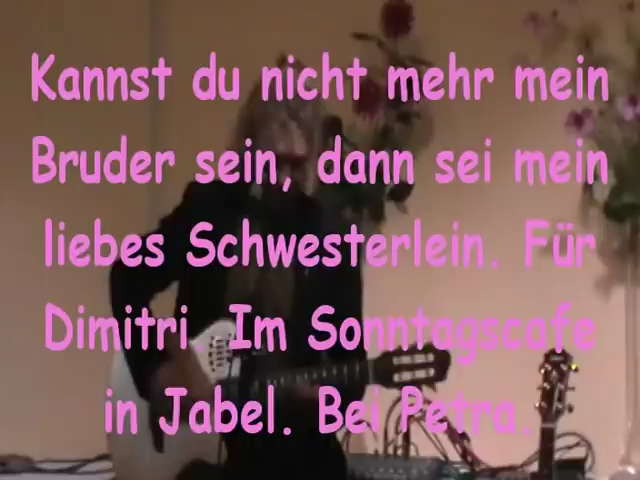 Kannst du nicht mehr mein
Bruder sein, dann sei mein
liebes Schwesterlein. Für
Dimitri. Im Sonntagscafe
in Jabel. Bei Petra.